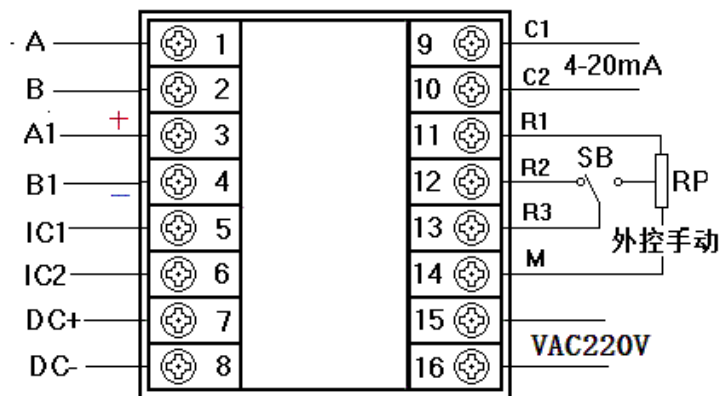 A 1 9 C1
B 2 10 C2 4-20mA
+
A1 3 11 R1
B1 4 12 R2 SB RP
−
IC1 5 13 R3
外控手动
IC2 6 14 M
DC+ 7 15
VAC220V
DC- 8 16